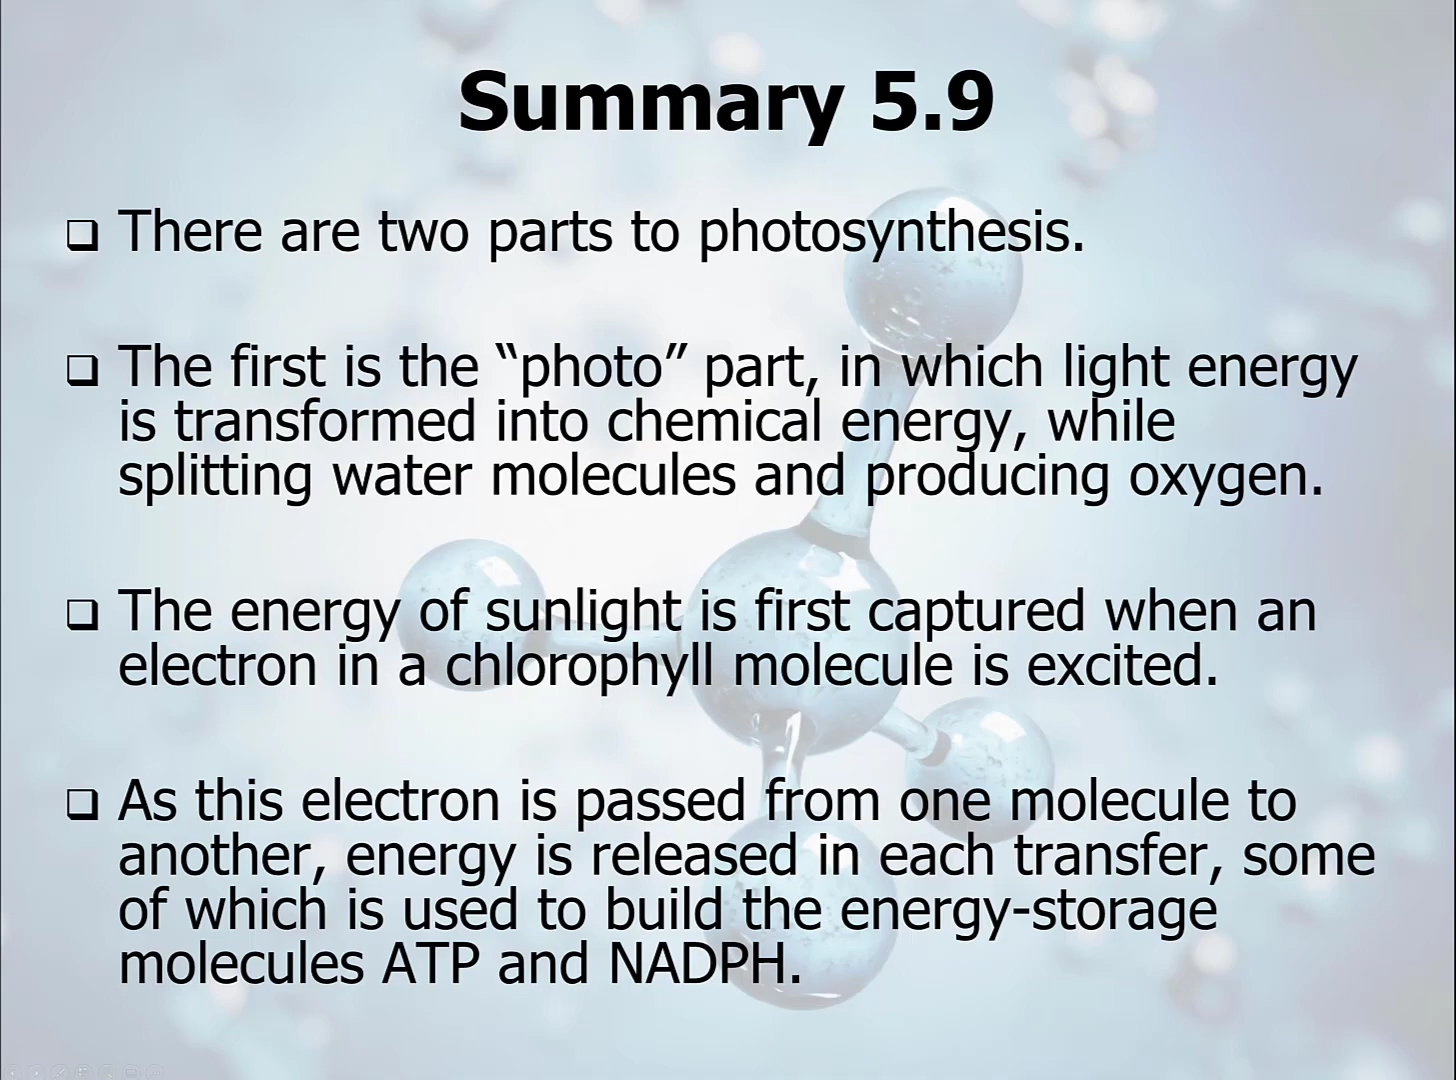 Summary 5.9
❑ There are two parts to photosynthesis.
❑ The first is the “photo” part, in which light energy
is transformed into chemical energy, while
splitting water molecules and producing oxygen.
❑ The energy of sunlight is first captured when an
electron in a chlorophyll molecule is excited.
❑ As this electron is passed from one molecule to
another, energy is released in each transfer, some
of which is used to build the energy-storage
molecules ATP and NADPH.